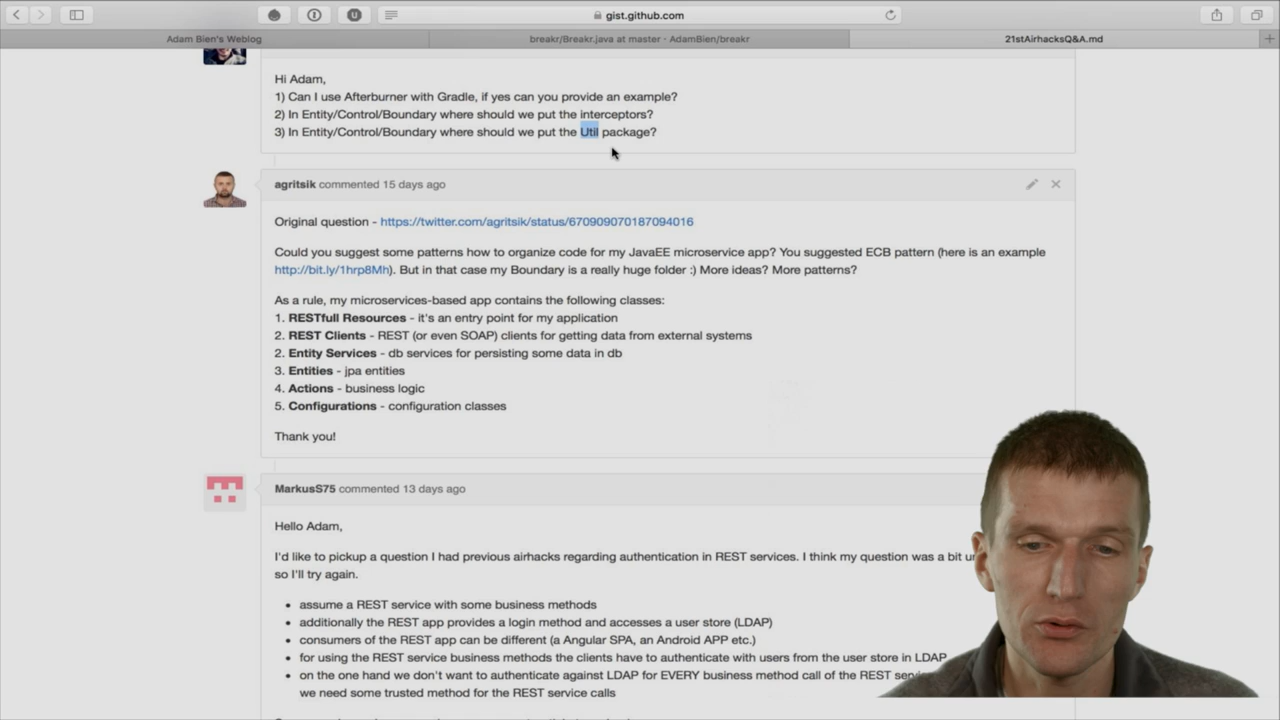 gist.github.com
Adam Bien's Weblog
breakr/Breakr.java at master · AdamBien/breakr
21stAirhacksQ&A.md
Hi Adam,
1) Can I use Afterburner with Gradle, if yes can you provide an example?
2) In Entity/Control/Boundary where should we put the interceptors?
3) In Entity/Control/Boundary where should we put the Util package?
agritsik commented 15 days ago
Original question - https://twitter.com/agritsik/status/670909070187094016
Could you suggest some patterns how to organize code for my JavaEE microservice app? You suggested ECB pattern (here is an example
http://bit.ly/1hrp8Mh). But in that case my Boundary is a really huge folder :) More ideas? More patterns?
As a rule, my microservices-based app contains the following classes:
1. RESTfull Resources - it's an entry point for my application
2. REST Clients - REST (or even SOAP) clients for getting data from external systems
2. Entity Services - db services for persisting some data in db
3. Entities - jpa entities
4. Actions - business logic
5. Configurations - configuration classes
Thank you!
MarkusS75 commented 13 days ago
Hello Adam,
I'd like to pickup a question I had previous airhacks regarding authentication in REST services. I think my question was a bit
so I'll try again.
• assume a REST service with some business methods
• additionally the REST app provides a login method and accesses a user store (LDAP)
• consumers of the REST app can be different (a Angular SPA, an Android APP etc.)
• for using the REST service business methods the clients have to authenticate with users from the user store in LDAP
• on the one hand we don't want to authenticate against LDAP for EVERY business method call of the REST
we need some trusted method for the REST service calls